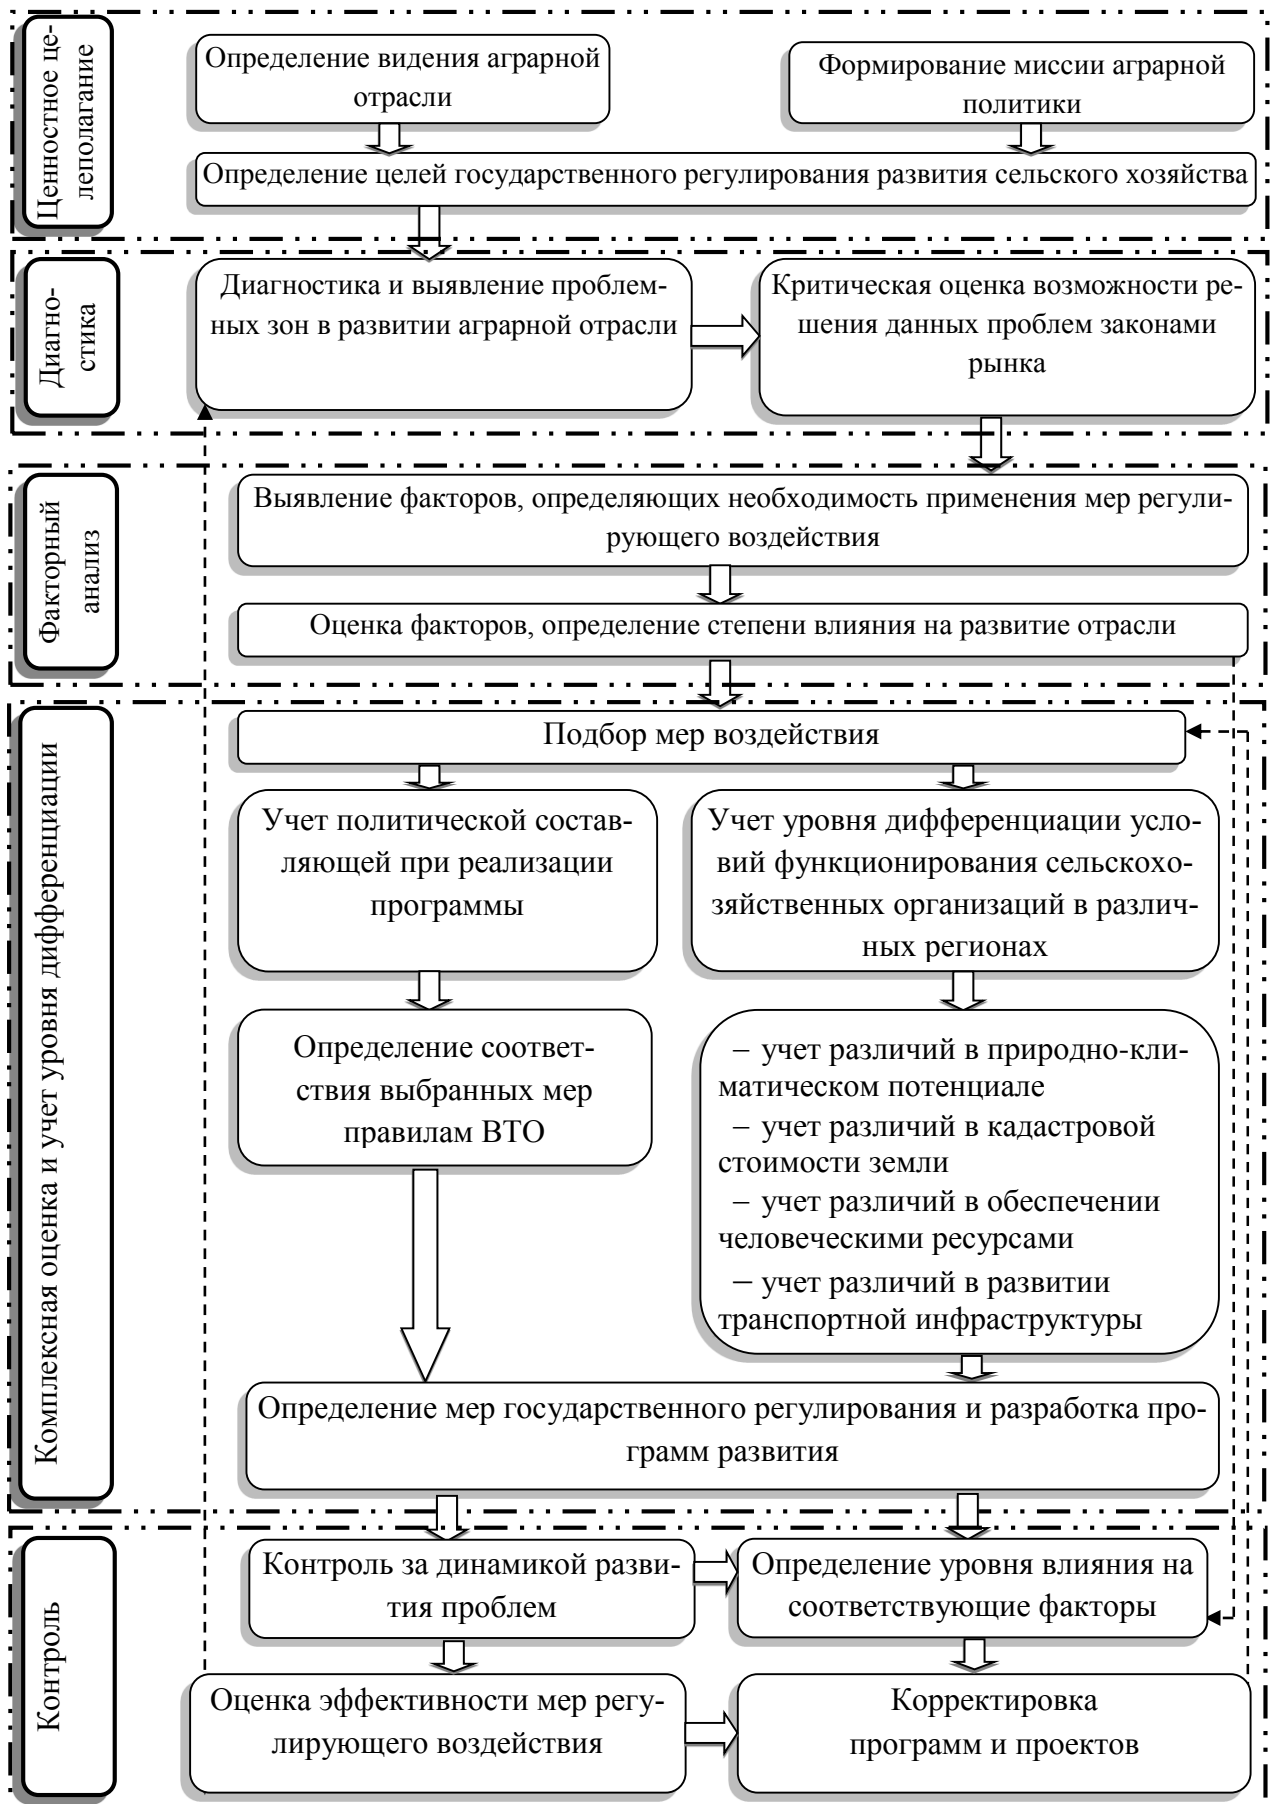 Ценностное це-
леполагание
Определение видения аграрной
отрасли
Формирование миссии аграрной
политики
Определение целей государственного регулирования развития сельского хозяйства
Диагно-
стика
Диагностика и выявление проблем-
ных зон в развитии аграрной отрасли
Критическая оценка возможности ре-
шения данных проблем законами
рынка
Факторный
анализ
Выявление факторов, определяющих необходимость применения мер регули-
рующего воздействия
Оценка факторов, определение степени влияния на развитие отрасли
Комплексная оценка и учет уровня дифференциации
Подбор мер воздействия
Учет политической состав-
ляющей при реализации
программы
Учет уровня дифференциации усло-
вий функционирования сельскохо-
зяйственных организаций в различ-
ных регионах
Определение соответ-
ствия выбранных мер
правилам ВТО
– учет различий в природно-кли-
матическом потенциале
– учет различий в кадастровой
стоимости земли
– учет различий в обеспечении
человеческими ресурсами
– учет различий в развитии
транспортной инфраструктуры
Определение мер государственного регулирования и разработка про-
грамм развития
Контроль
Контроль за динамикой разви-
тия проблем
Определение уровня влияния на
соответствующие факторы
Оценка эффективности мер регу-
лирующего воздействия
Корректировка
программ и проектов